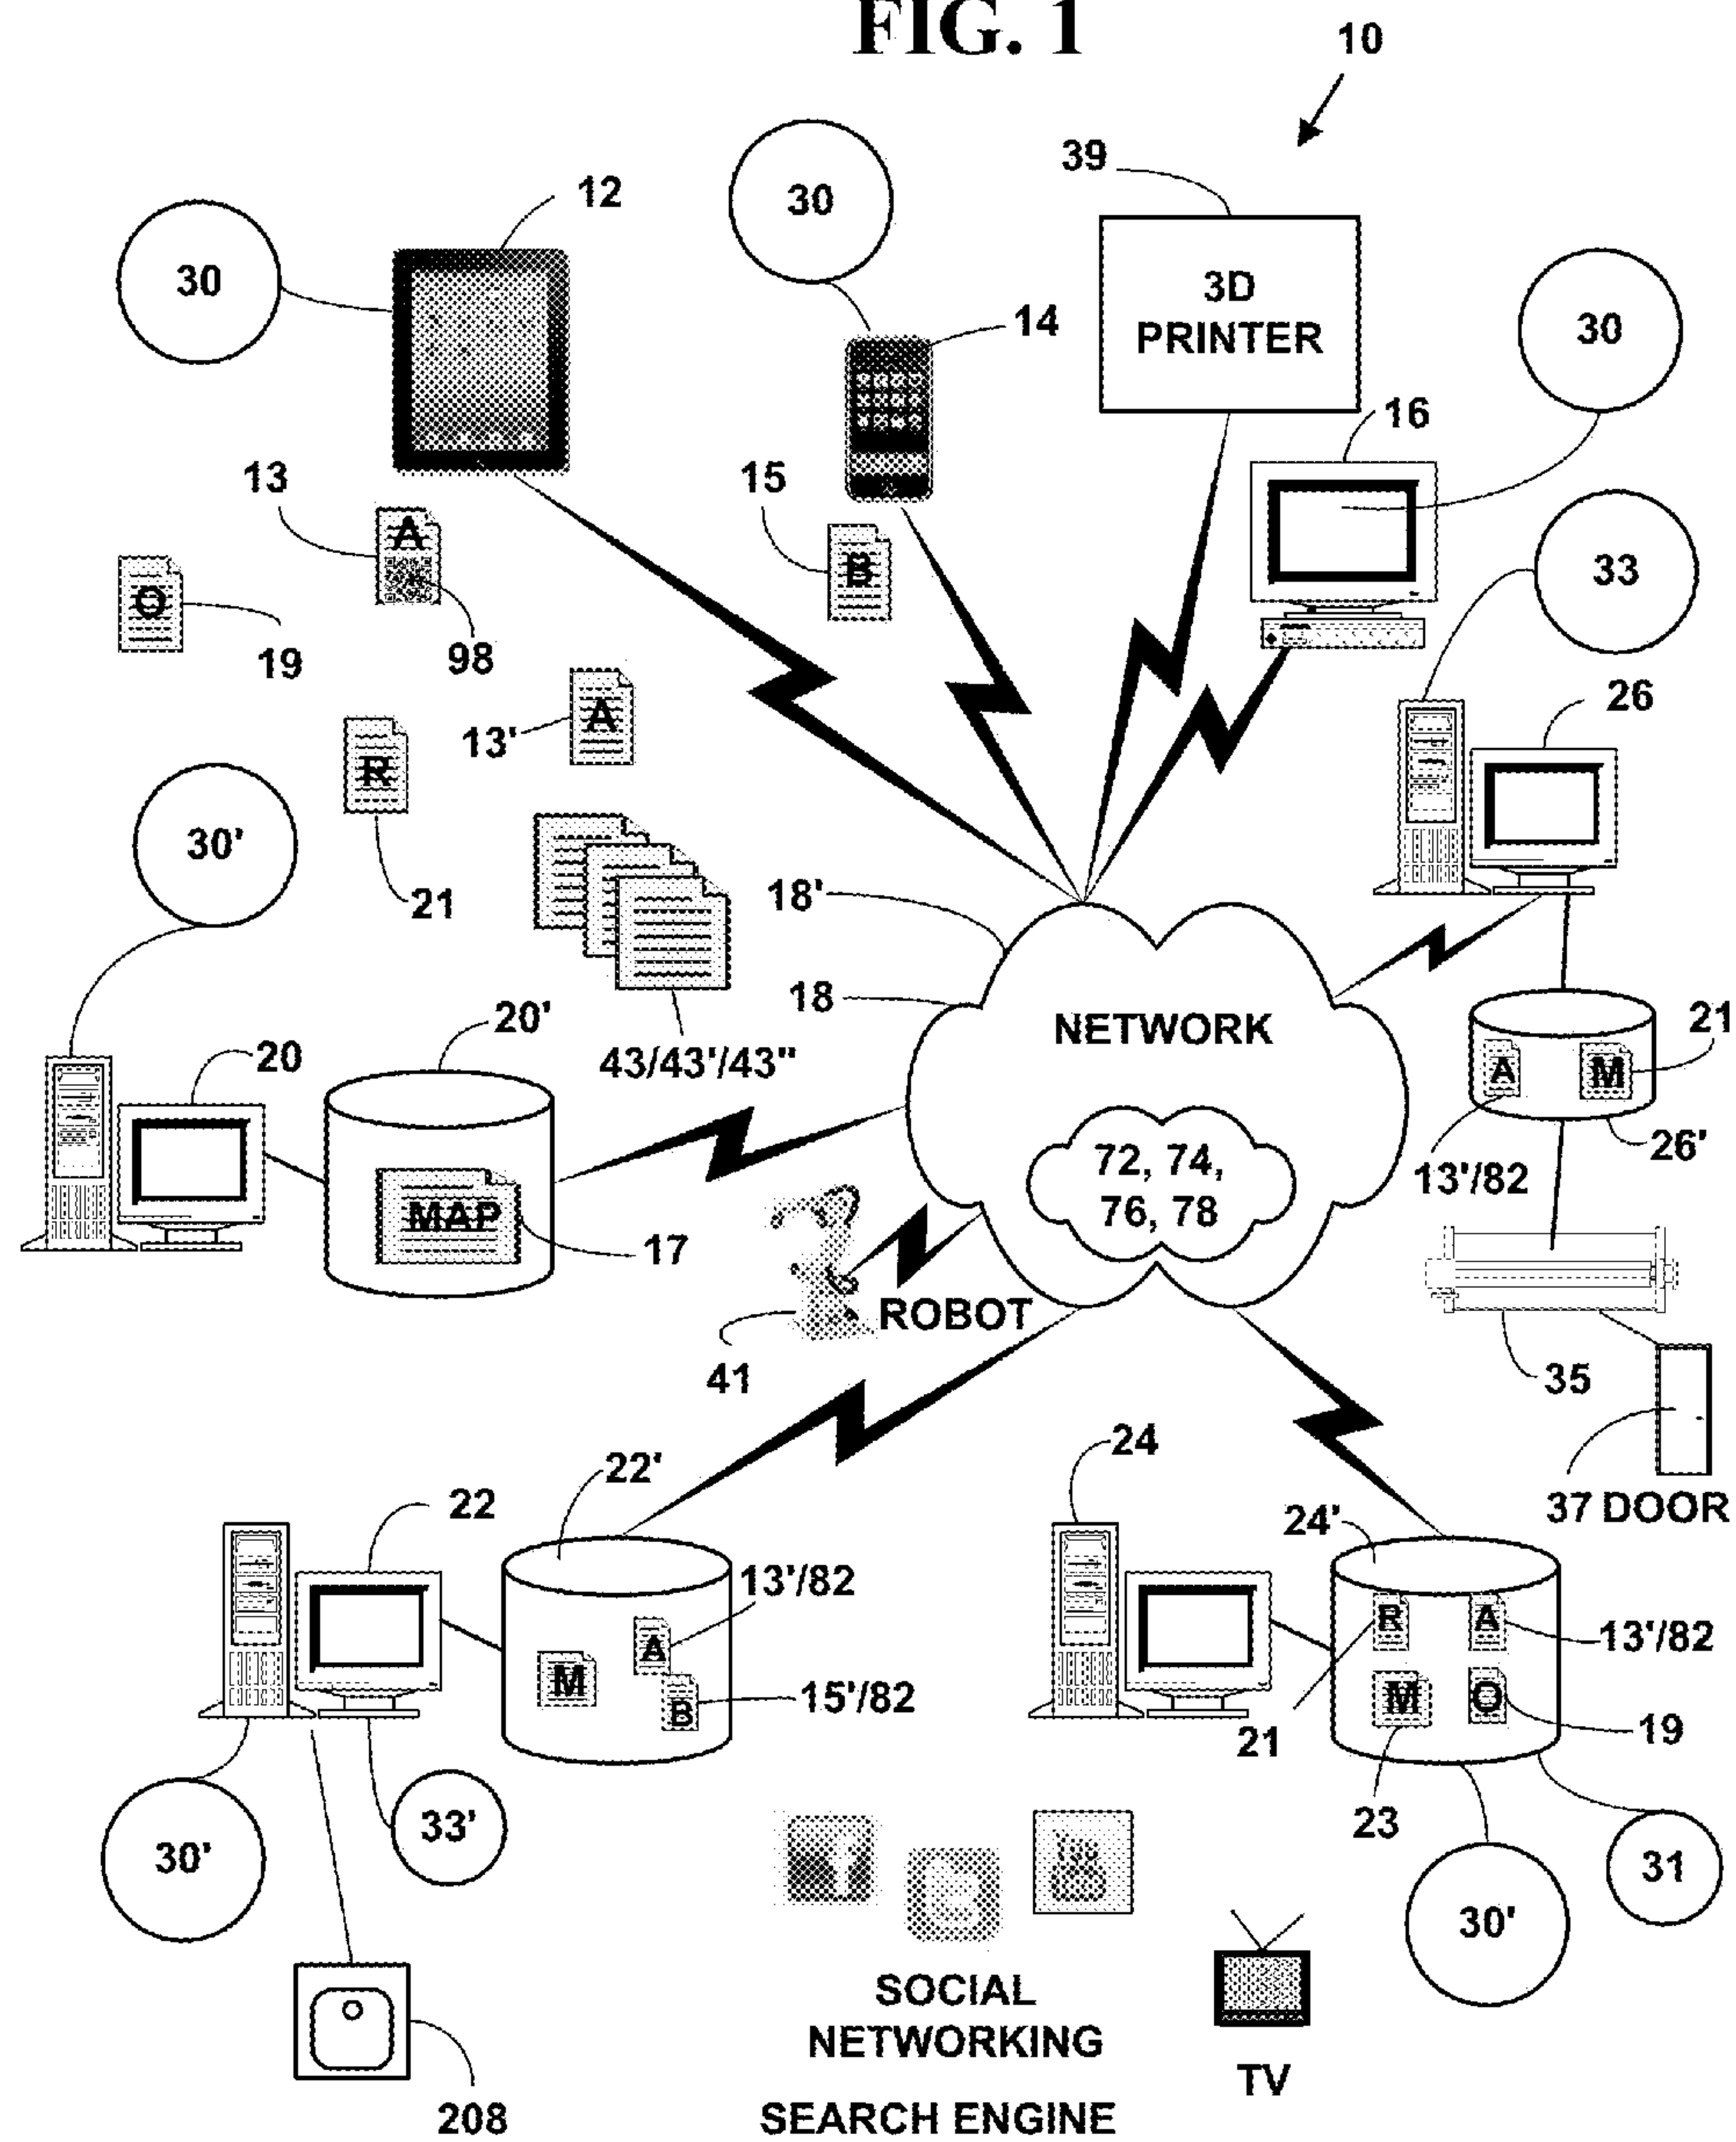 FIG. 1
10
39
12
30
30
3D
PRINTER
30
14
30
16
13
15
A
33
B
O
19
98
26
13'
A
R
30'
21
18'
18
20'
NETWORK
21
20
43/43'/43"
A
M
72, 74,
76, 78
26'
13'/82
MAP
17
ROBOT
41
35
24
22'
37 DOOR
22
24'
13'/82
R
A
13'/82
A
M
15'/82
B
M
O
19
21
23
33'
30'
f
You
31
30'
SOCIAL
NETWORKING
TV
208
SEARCH ENGINE